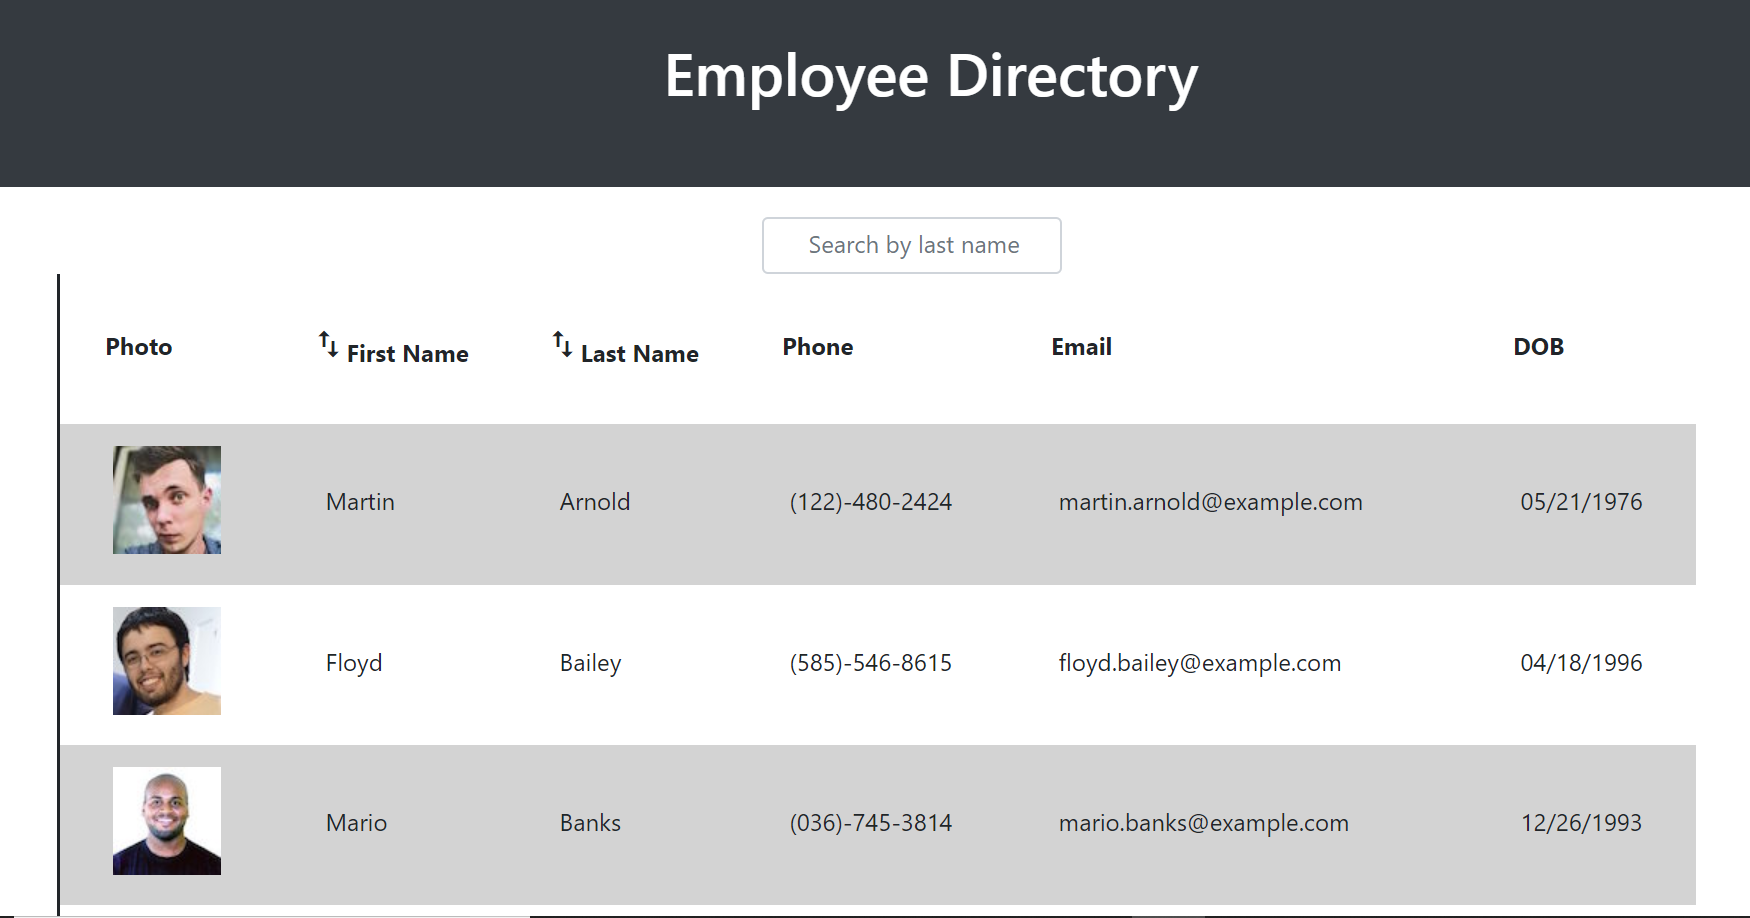 Employee Directory
Search by last name
Photo First Name Last Name Phone Email DOB
Martin Arnold (122)-480-2424 martin.arnold@example.com 05/21/1976
Floyd Bailey (585)-546-8615 floyd.bailey@example.com 04/18/1996
Mario Banks (036)-745-3814 mario.banks@example.com 12/26/1993